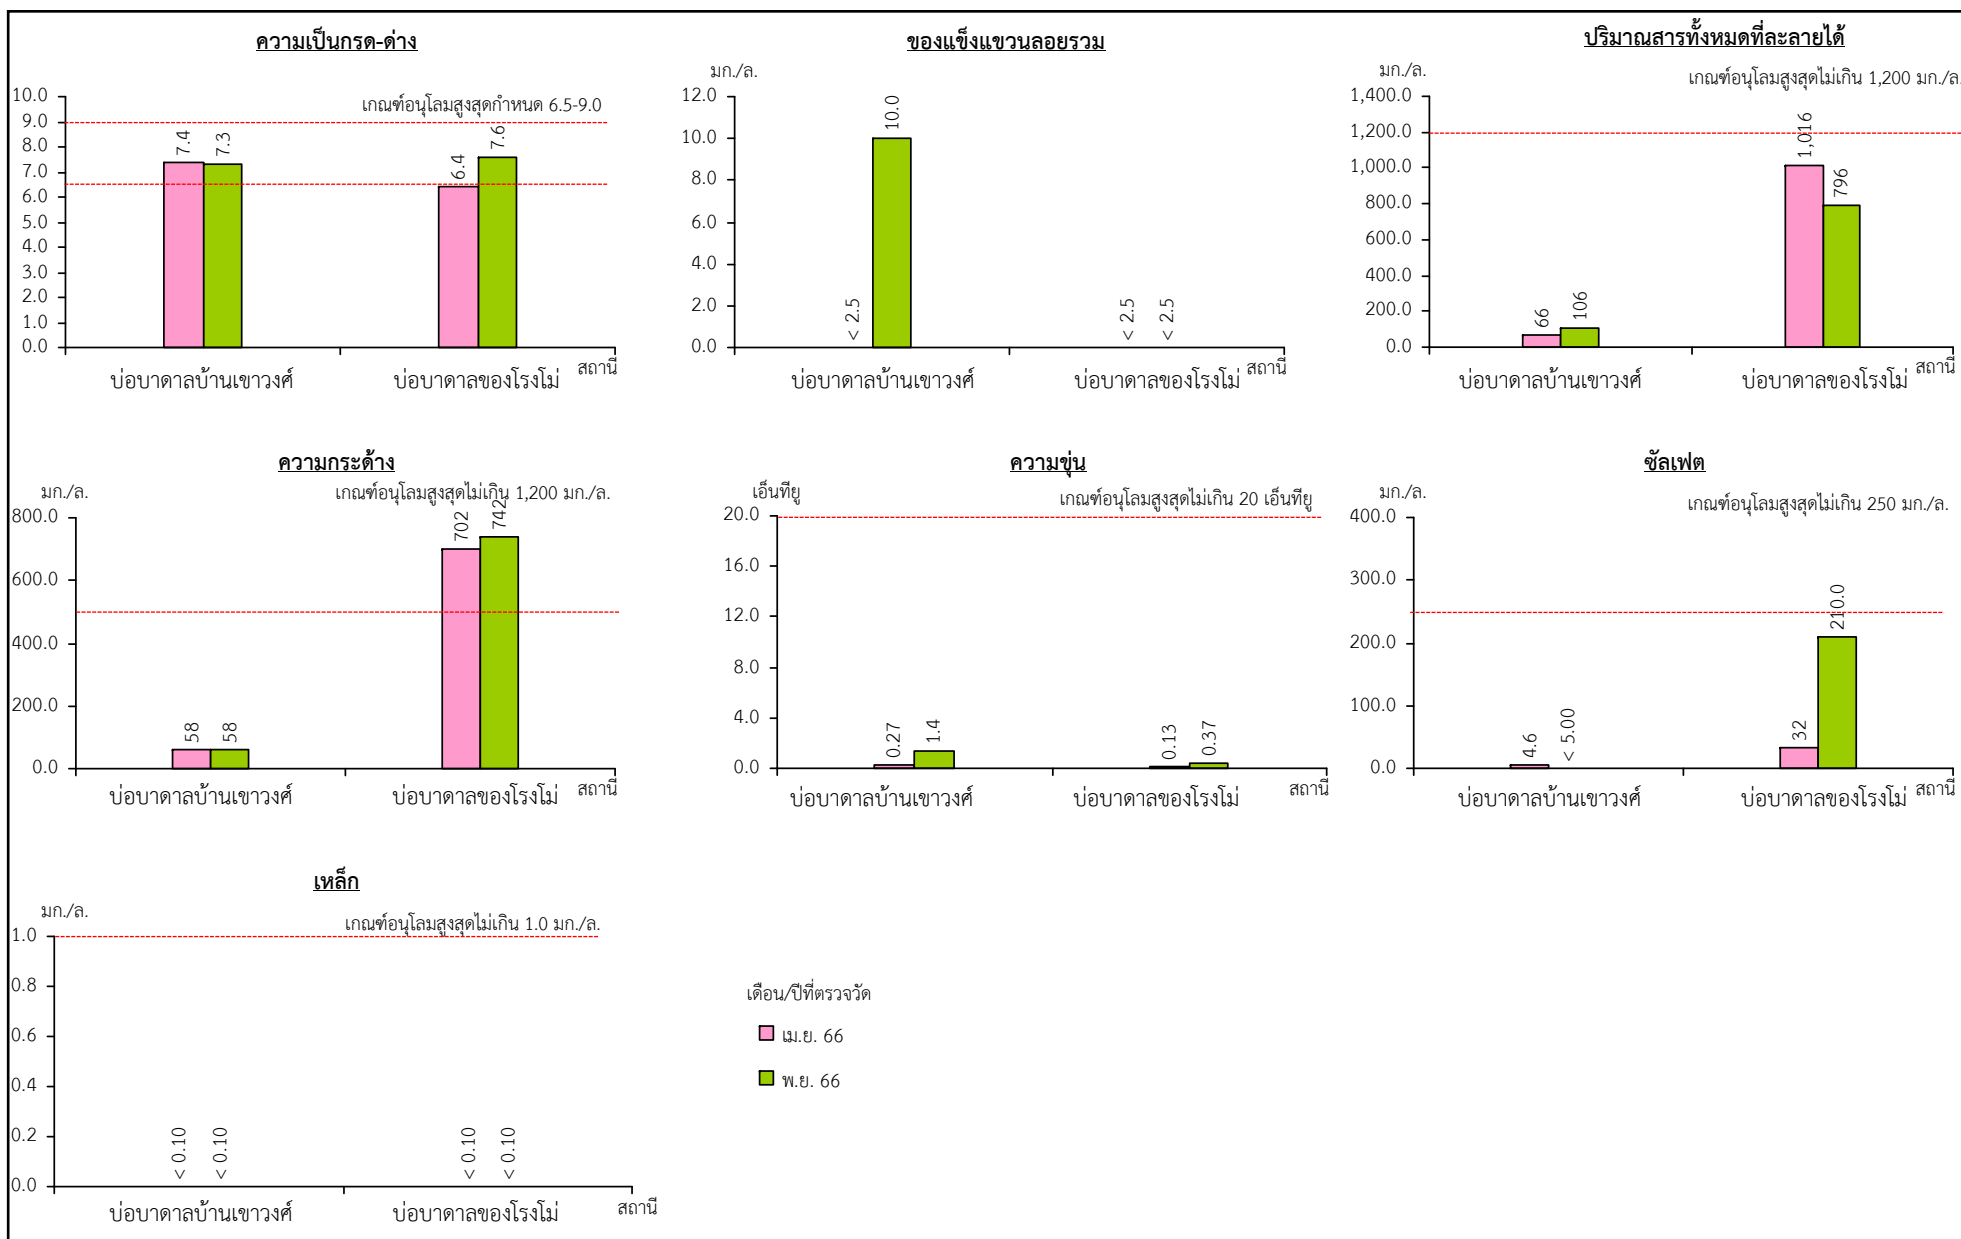 ความเป็นกรด-ด่าง
เกณฑ์อนุโลมสูงสุดกำหนด 6.5-9.0
10.0
9.0
8.0
7.0
6.0
5.0
4.0
3.0
2.0
1.0
0.0
7.4
7.3
6.4
7.6
บ่อบาดาลบ้านเขาวงศ์
บ่อบาดาลของโรงโม่
สถานี
ของแข็งแขวนลอยรวม
มก./ล.
12.0
10.0
8.0
6.0
4.0
2.0
0.0
< 2.5
10.0
< 2.5
< 2.5
บ่อบาดาลบ้านเขาวงศ์
บ่อบาดาลของโรงโม่
สถานี
ปริมาณสารทั้งหมดที่ละลายได้
มก./ล.
เกณฑ์อนุโลมสูงสุดไม่เกิน 1,200 มก./ล.
1,400.0
1,200.0
1,000.0
800.0
600.0
400.0
200.0
0.0
66
106
1,016
796
บ่อบาดาลบ้านเขาวงศ์
บ่อบาดาลของโรงโม่
สถานี
ความกระด้าง
มก./ล.
เกณฑ์อนุโลมสูงสุดไม่เกิน 1,200 มก./ล.
800.0
600.0
400.0
200.0
0.0
58
58
702
742
บ่อบาดาลบ้านเขาวงศ์
บ่อบาดาลของโรงโม่
สถานี
ความขุ่น
เอ็นทียู
เกณฑ์อนุโลมสูงสุดไม่เกิน 20 เอ็นทียู
20.0
16.0
12.0
8.0
4.0
0.0
0.27
1.4
0.13
0.37
บ่อบาดาลบ้านเขาวงศ์
บ่อบาดาลของโรงโม่
สถานี
ซัลเฟต
มก./ล.
เกณฑ์อนุโลมสูงสุดไม่เกิน 250 มก./ล.
400.0
300.0
200.0
100.0
0.0
4.6
< 5.00
32
210.0
บ่อบาดาลบ้านเขาวงศ์
บ่อบาดาลของโรงโม่
สถานี
เหล็ก
มก./ล.
เกณฑ์อนุโลมสูงสุดไม่เกิน 1.0 มก./ล.
1.0
0.8
0.6
0.4
0.2
0.0
< 0.10
< 0.10
< 0.10
< 0.10
บ่อบาดาลบ้านเขาวงศ์
บ่อบาดาลของโรงโม่
สถานี
เดือน/ปีที่ตรวจวัด
เม.ย. 66
พ.ย. 66